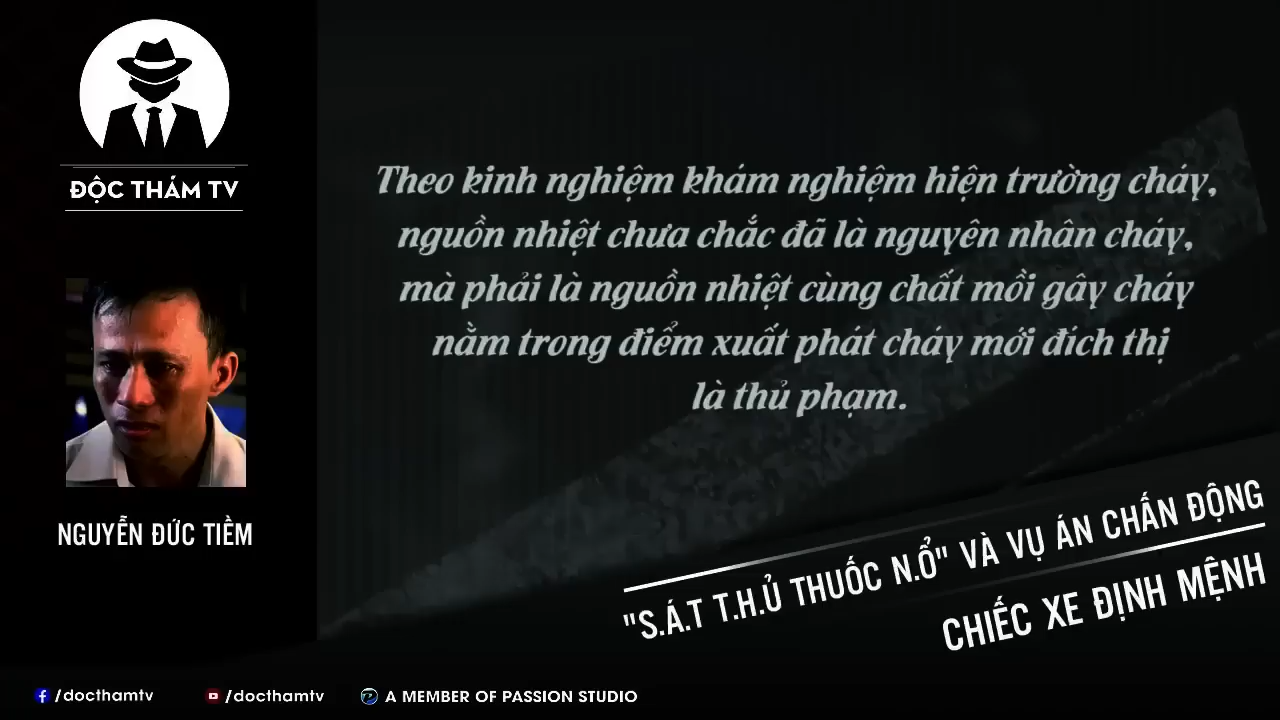 ĐỘC THÁM TV
NGUYỄN ĐỨC TIỀM
Theo kinh nghiệm khám nghiệm hiện trường cháy,
nguồn nhiệt chưa chắc đã là nguyên nhân cháy,
mà phải là nguồn nhiệt cùng chất mồi gây cháy
nằm trong điểm xuất phát cháy mới đích thị
là thủ phạm.
"S.Á.T T.H.Ủ THUỐC N.Ổ" VÀ VỤ ÁN CHẤN ĐỘNG
CHIẾC XE ĐỊNH MỆNH
/docthamtv
/docthamtv
A MEMBER OF PASSION STUDIO